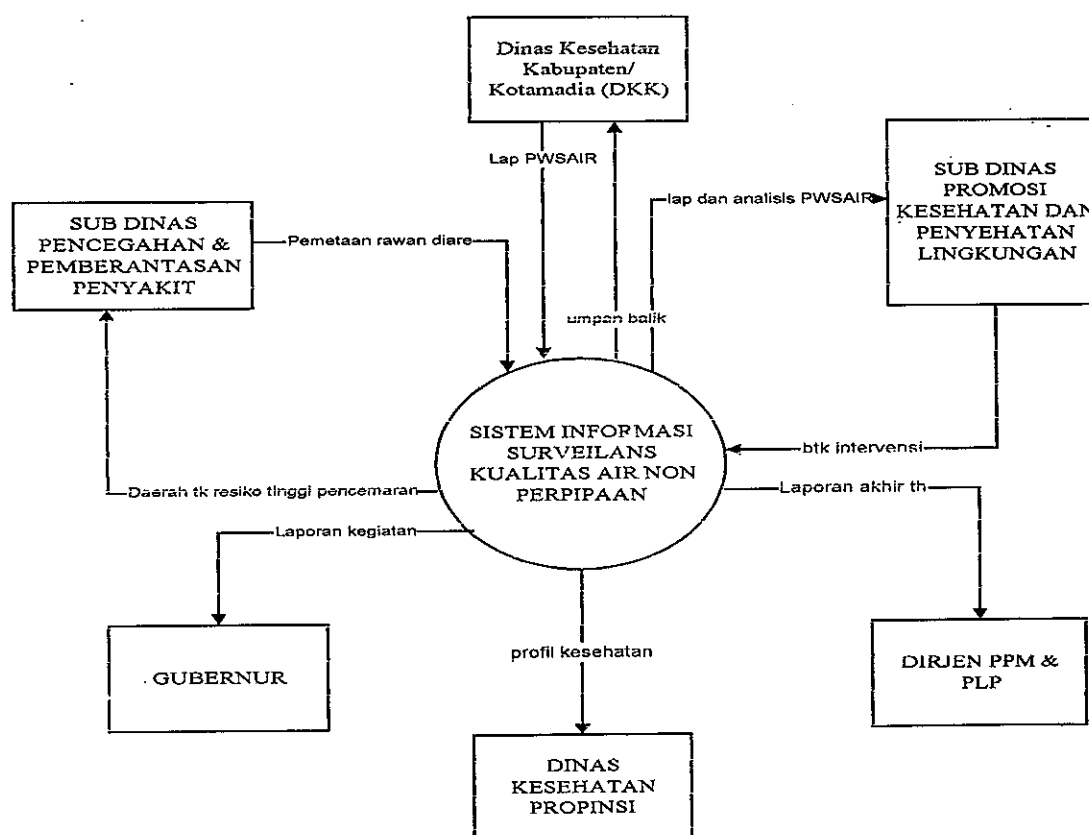 Dinas Kesehatan
Kabupaten/
Kotamadia (DKK)
Lap PWSAIR
lap dan analisis PWSAIR
SUB DINAS
PROMOSI
KESEHATAN DAN
PENYEHATAN
LINGKUNGAN
SUB DINAS
PENCEGAHAN &
PEMBERANTASAN
PENYAKIT
Pemetaan rawan diare
umpan balik
SISTEM INFORMASI
SURVEILANS
KUALITAS AIR NON
PERPIPAAN
btk intervensi
Daerah tk resiko tinggi pencemaran
Laporan akhir th
Laporan kegiatan
profil kesehatan
GUBERNUR
DIRJEN PPM &
PLP
DINAS
KESEHATAN
PROPINSI